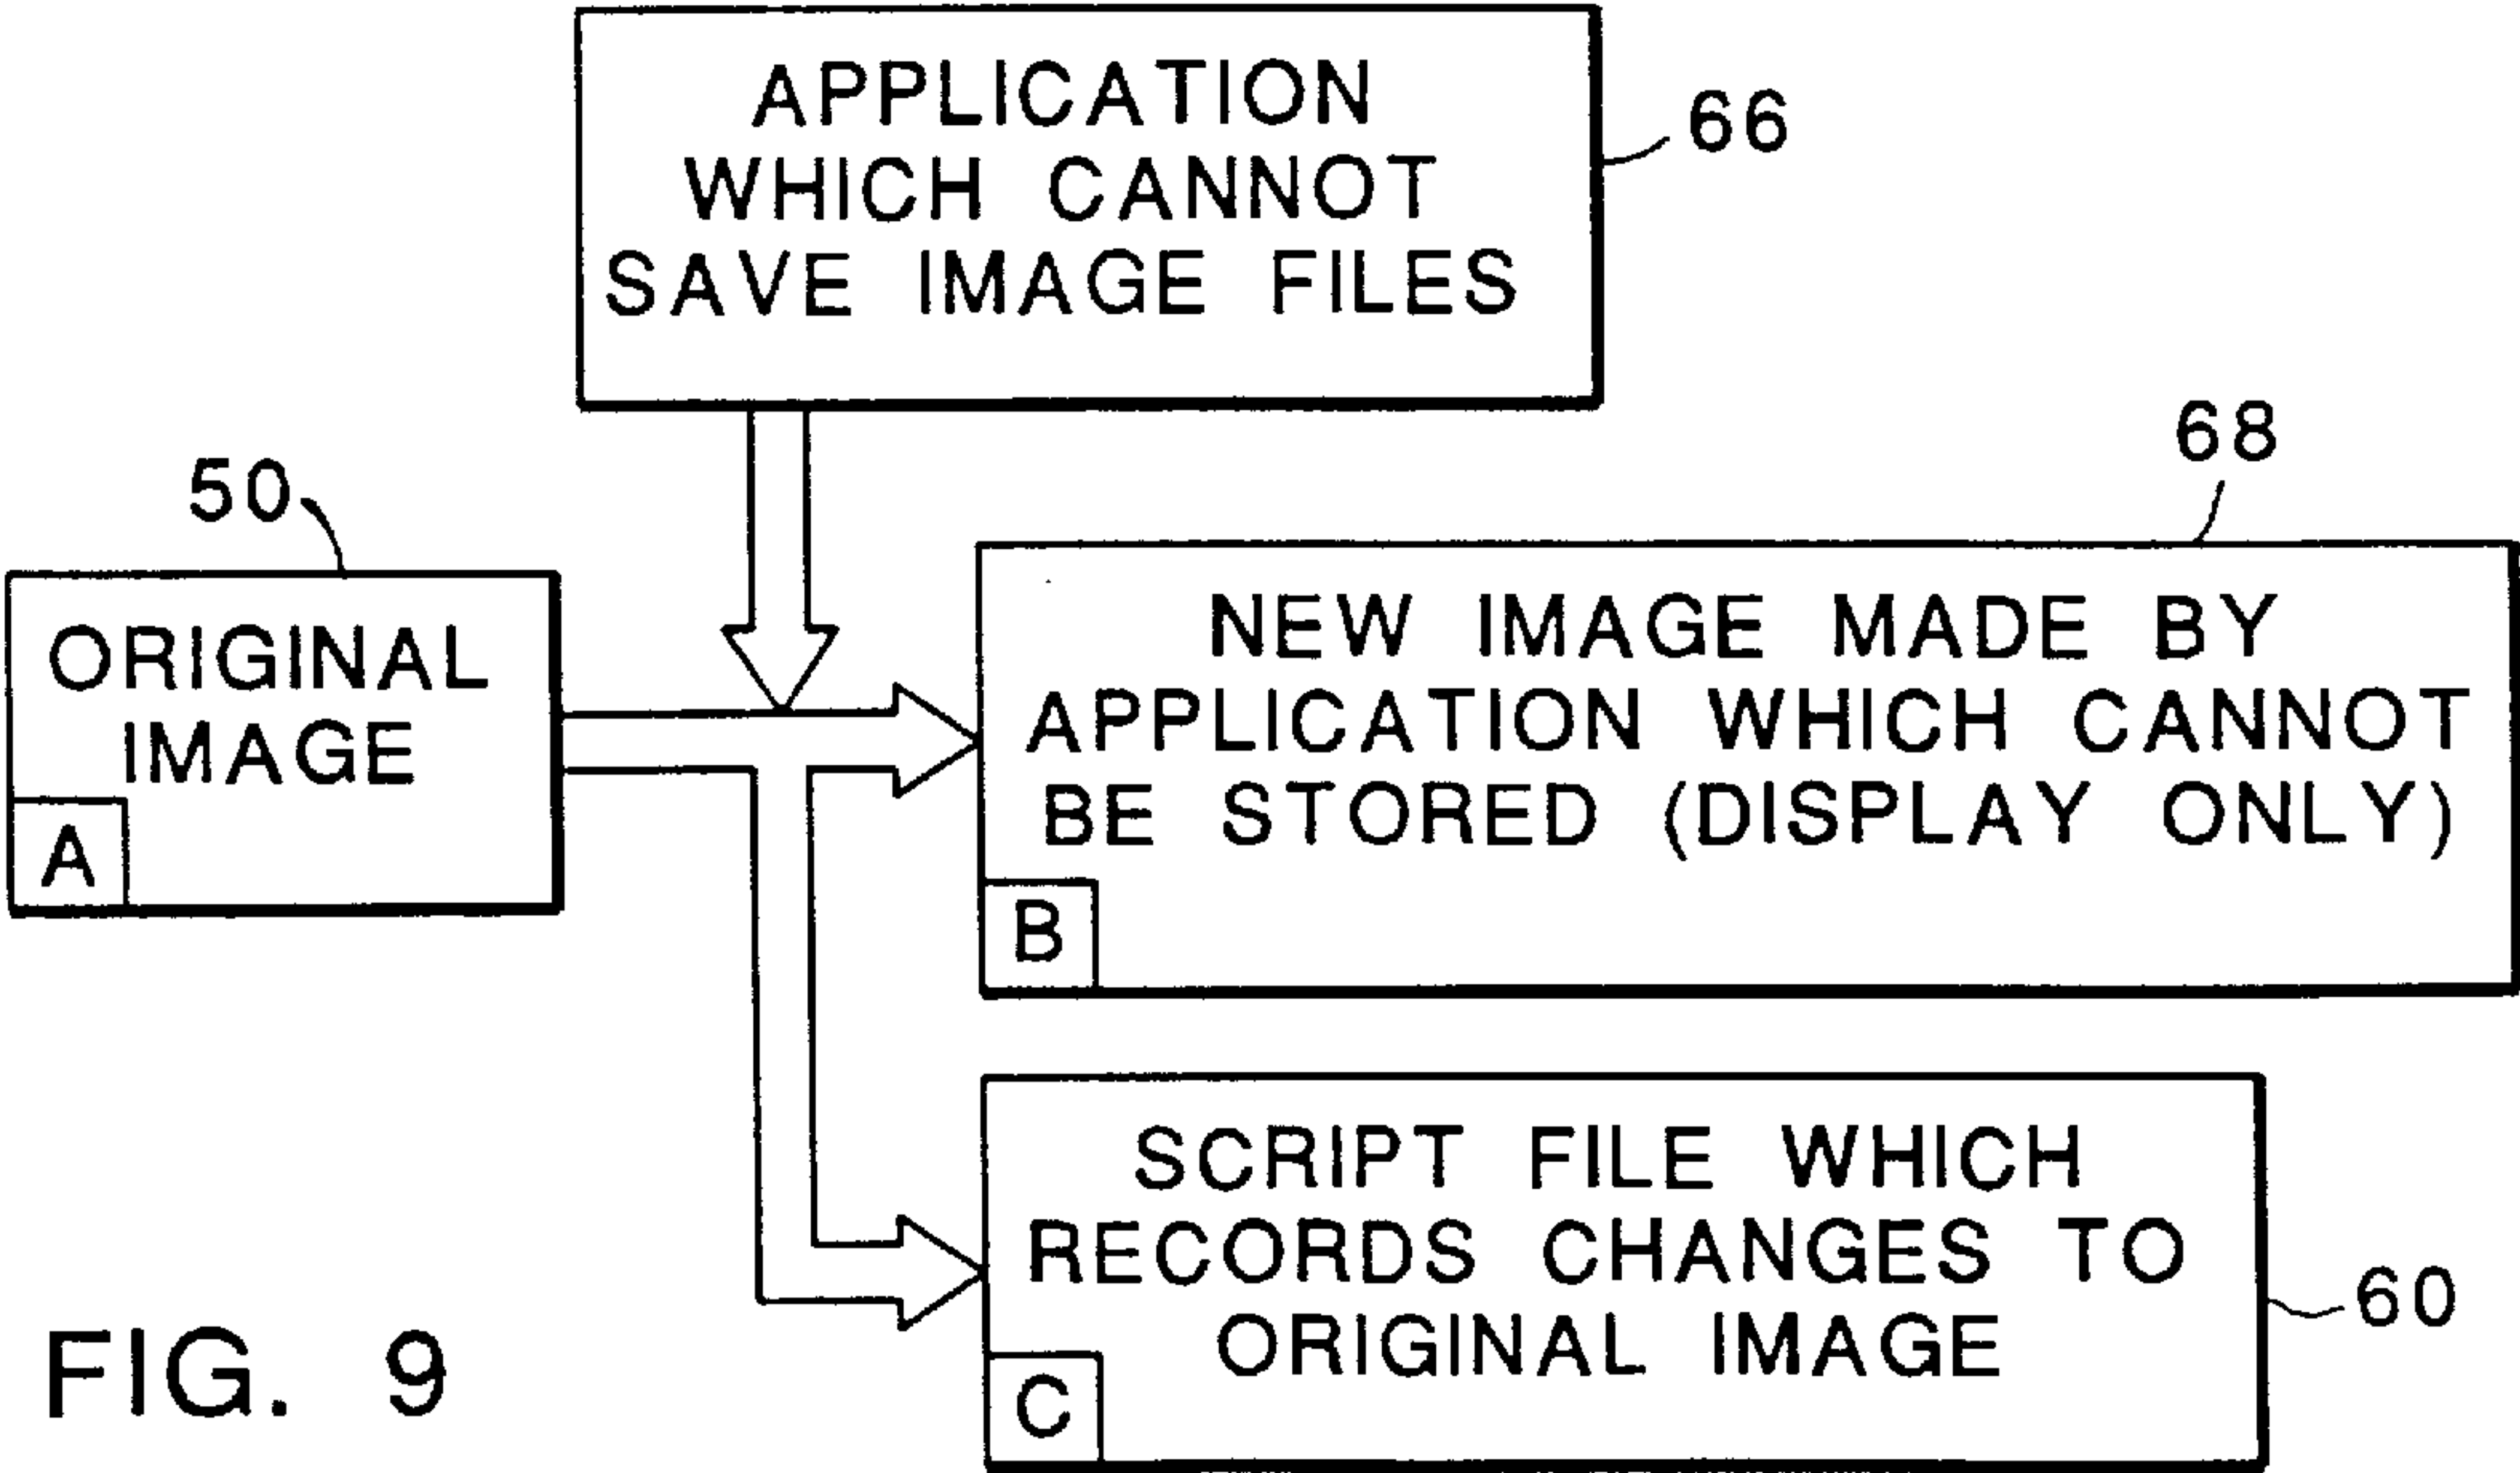 APPLICATION
WHICH CANNOT
SAVE IMAGE FILES
66
68
50
ORIGINAL
IMAGE
A
NEW IMAGE MADE BY
APPLICATION WHICH CANNOT
BE STORED (DISPLAY ONLY)
B
SCRIPT FILE WHICH
RECORDS CHANGES TO
ORIGINAL IMAGE
C
60
FIG. 9